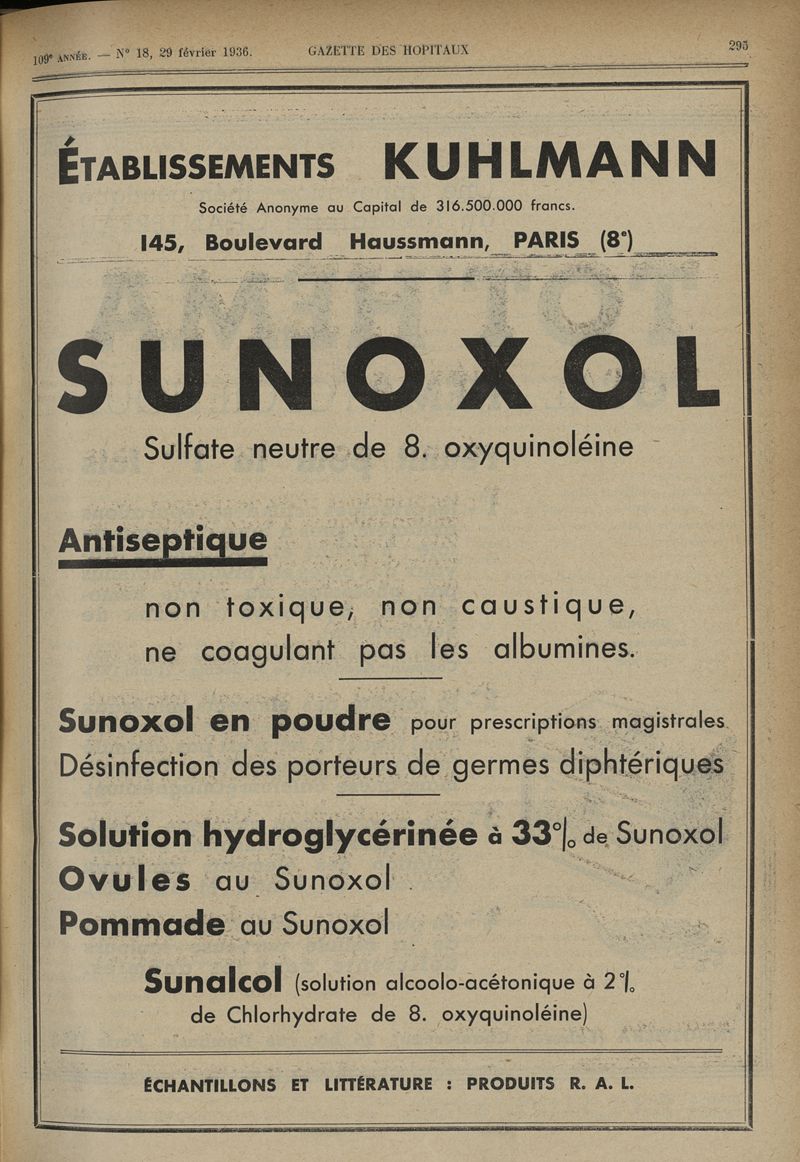 109e ANNÉE. — N° 18, 29 février 1936. GAZETTE DES HOPITAUX 295
ÉTABLISSEMENTS KUHLMANN
Société Anonyme au Capital de 316.500.000 francs.
145, Boulevard Haussmann, PARIS (8e)
SUNOXOL
Sulfate neutre de 8. oxyquinoléine
Antiseptique
non toxique, non caustique,
ne coagulant pas les albumines.
Sunoxol en poudre pour prescriptions magistrales
Désinfection des porteurs de germes diphtériques
Solution hydroglycérinée à 33% de Sunoxol
Ovules au Sunoxol
Pommade au Sunoxol
Sunalcol (solution alcoolo-acétonique à 2%
de Chlorhydrate de 8. oxyquinoléine)
ÉCHANTILLONS ET LITTÉRATURE : PRODUITS R. A. L.